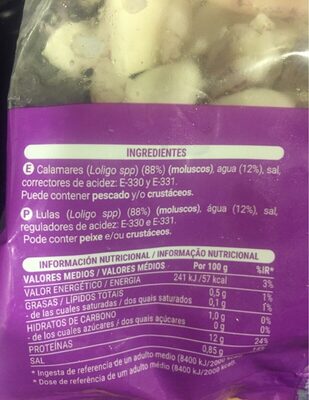 INGREDIENTES
E Calamares (Loligo spp) (88%) (moluscos), agua (12%), sal,
correctores de acidez: E-330 y E-331.
Puede contener pescado y/o crustáceos.
P Lulas (Loligo spp) (88%) (moluscos), água (12%), sal,
reguladores de acidez: E-330 e E-331.
Pode conter peixe e/ou crustáceos.
INFORMACIÓN NUTRICIONAL / INFORMAÇÃO NUTRICIONAL
VALORES MEDIOS / VALORES MÉDIOS Por 100 g %IR*
VALOR ENERGÉTICO / ENERGIA 241 kJ/57 kcal 3%
GRASAS / LÍPIDOS TOTAIS 0,5 g 1%
- de las cuales saturadas / dos quais saturados 0,1 g 1%
HIDRATOS DE CARBONO 1,0 g 0%
- de los cuales azúcares / dos quais açúcares 0 g 0%
PROTEÍNAS 12 g 24%
SAL 0,85 g
* Ingesta de referencia de un adulto medio (8400 kJ/2000 kcal).
* Dose de referência de um adulto médio (8400 kJ/2000 kcal).